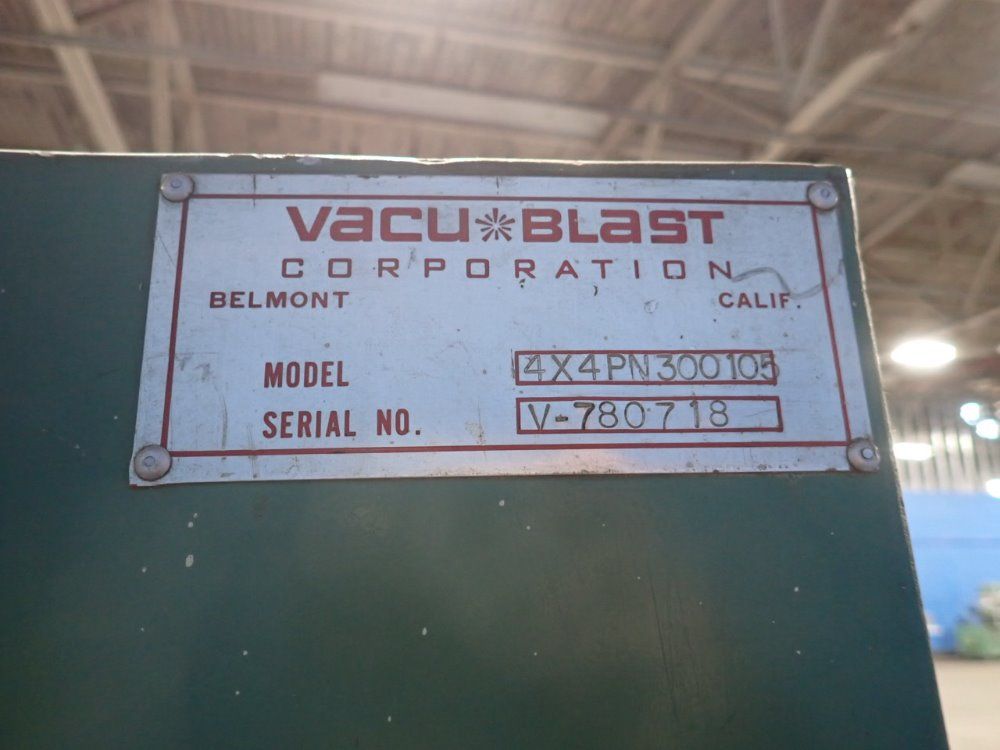 VACU*BLAST
CORPORATION
BELMONT CALIF.
MODEL 4X4PN300105
SERIAL NO. V-780718